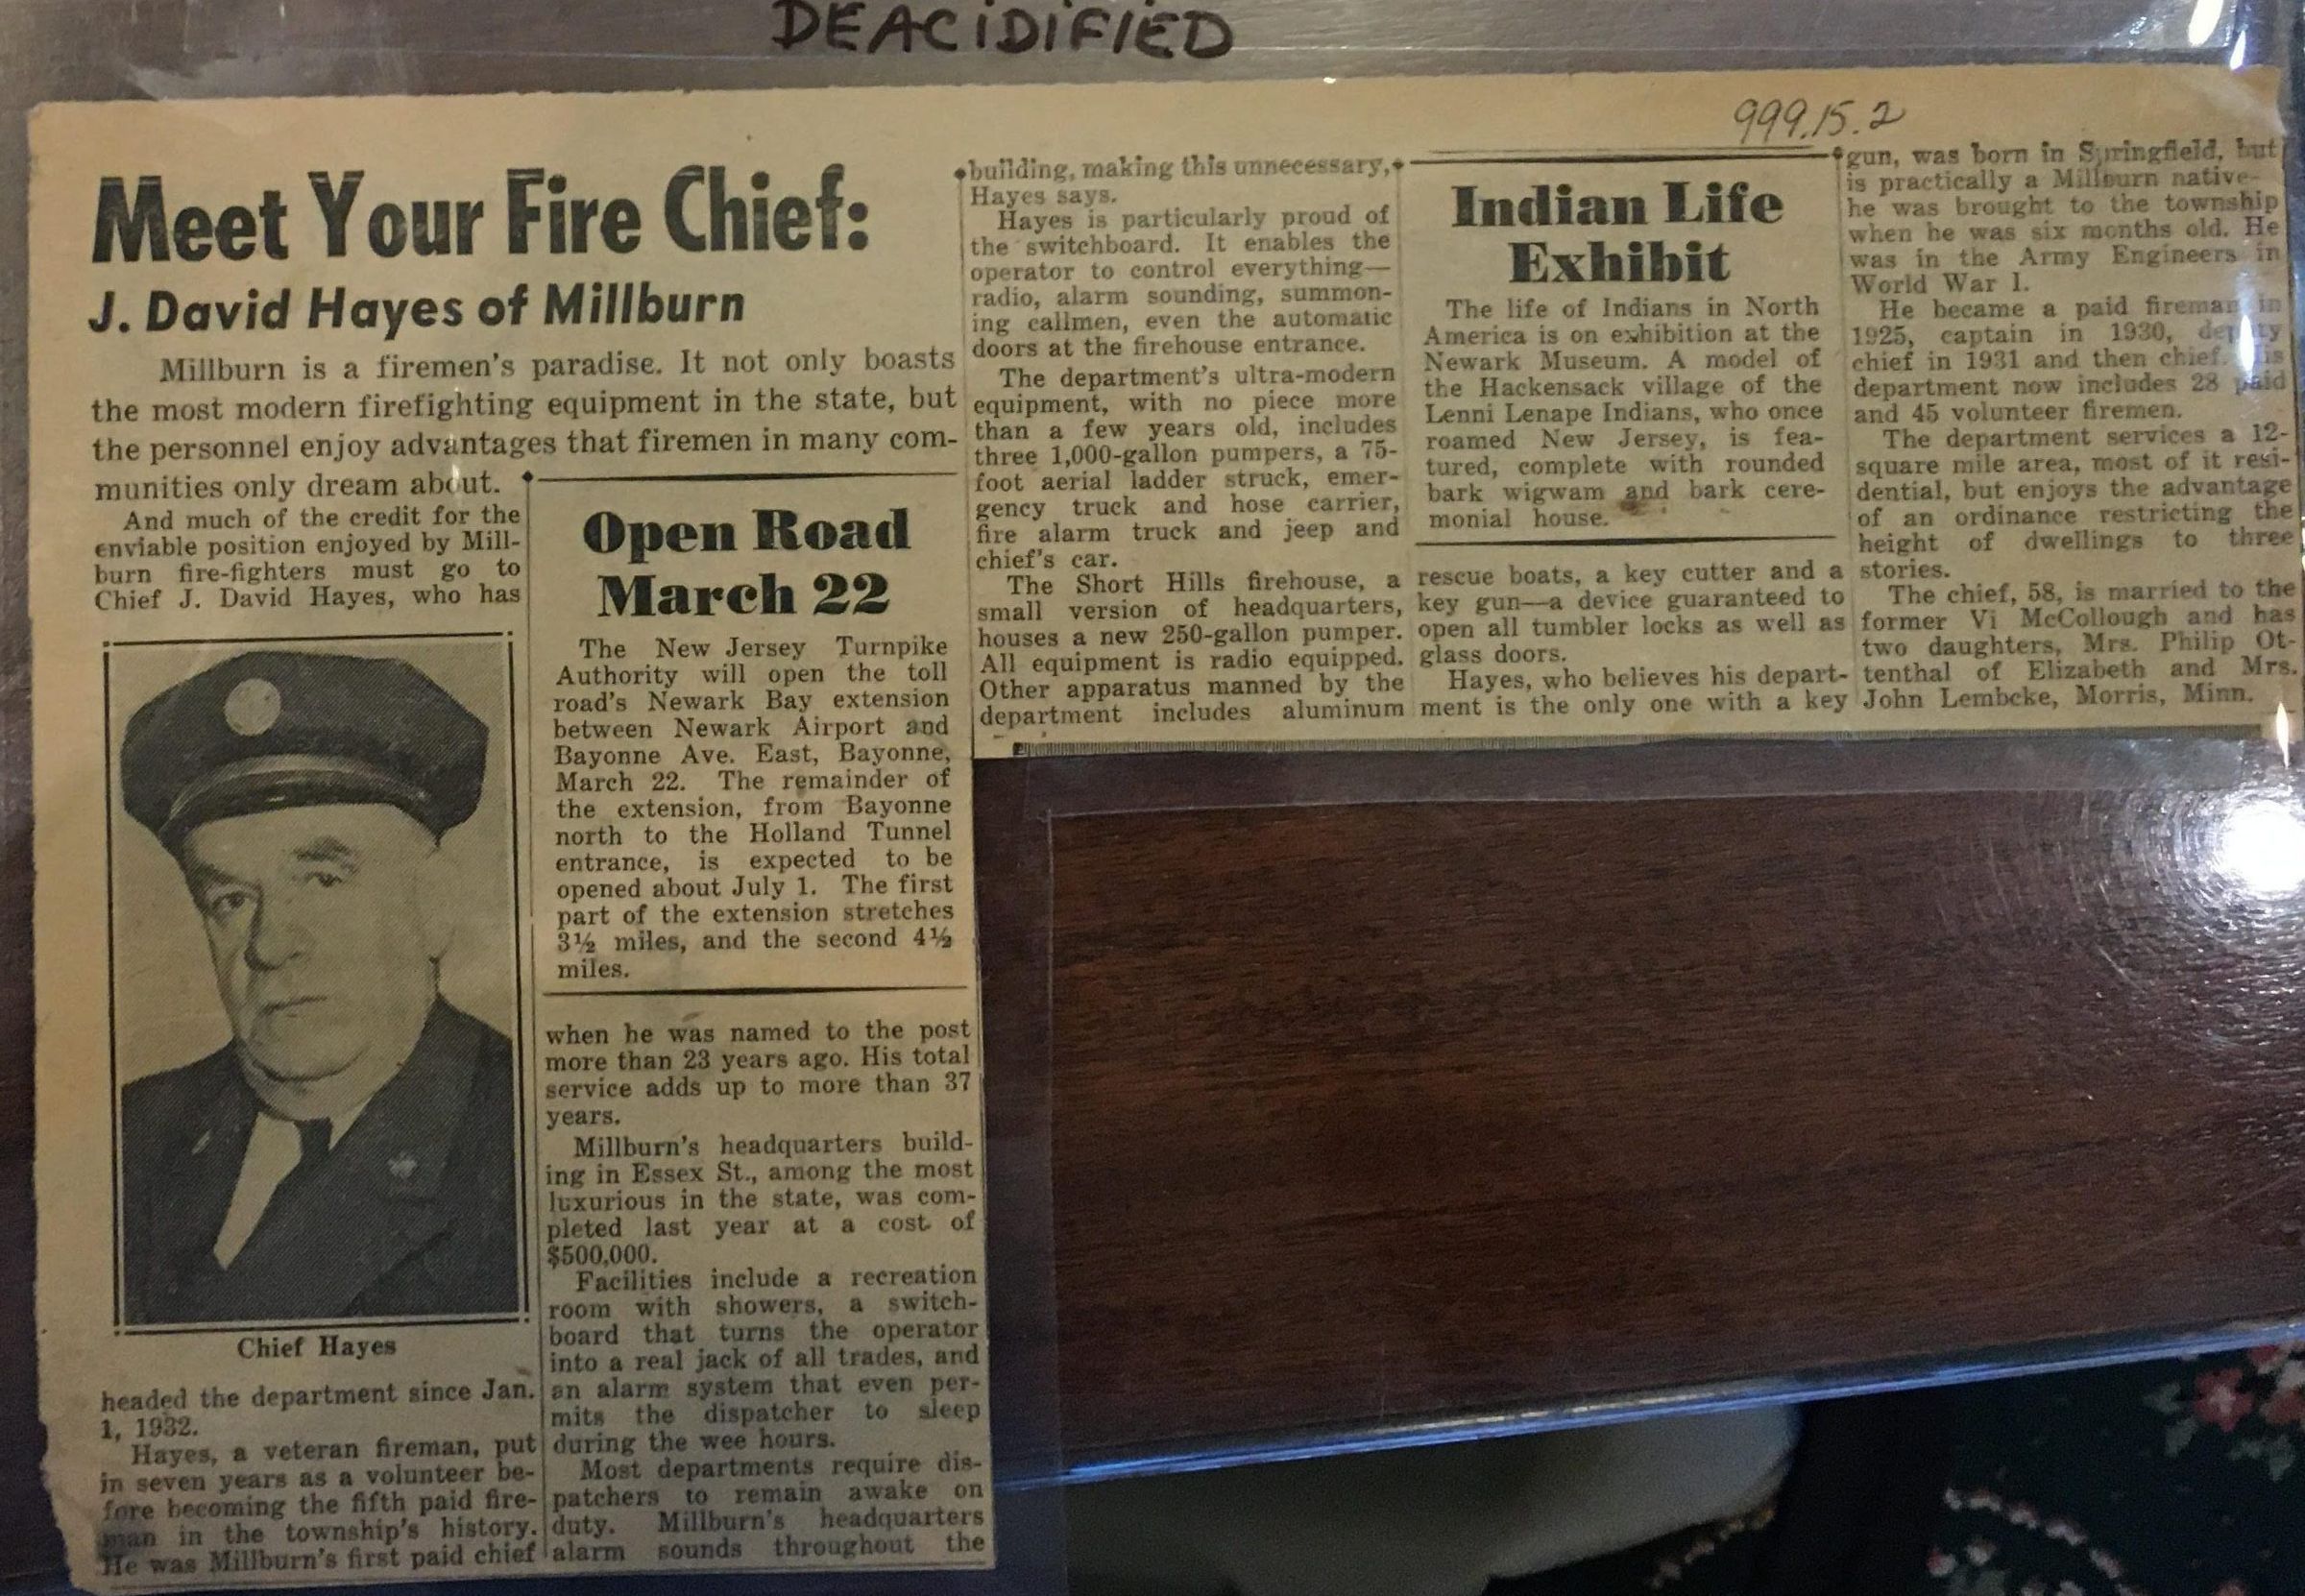 DEACIDIFIED
999.15.2
Meet Your Fire Chief:
J. David Hayes of Millburn
Millburn is a firemen's paradise. It not only boasts
the most modern firefighting equipment in the state, but
the personnel enjoy advantages that firemen in many com-
munities only dream about.
And much of the credit for the
enviable position enjoyed by Mill-
burn fire-fighters must go to
Chief J. David Hayes, who has
Chief Hayes
headed the department since Jan.
1, 1932.
Hayes, a veteran fireman, put
in seven years as a volunteer be-
fore becoming the fifth paid fire-
man in the township's history.
He was Millburn's first paid chief
Open Road
March 22
The New Jersey Turnpike
Authority will open the toll
road's Newark Bay extension
between Newark Airport and
Bayonne Ave. East, Bayonne,
March 22. The remainder of
the extension, from Bayonne
north to the Holland Tunnel
entrance, is expected to be
opened about July 1. The first
part of the extension stretches
3½ miles, and the second 4½
miles.
when he was named to the post
more than 23 years ago. His total
service adds up to more than 37
years.
Millburn's headquarters build-
ing in Essex St., among the most
luxurious in the state, was com-
pleted last year at a cost of
$500,000.
Facilities include a recreation
room with showers, a switch-
board that turns the operator
into a real jack of all trades, and
an alarm system that even per-
mits the dispatcher to sleep
during the wee hours.
Most departments require dis-
patchers to remain awake on
duty. Millburn's headquarters
alarm sounds throughout the
building, making this unnecessary,
Hayes says.
Hayes is particularly proud of
the switchboard. It enables the
operator to control everything—
radio, alarm sounding, summon-
ing callmen, even the automatic
doors at the firehouse entrance.
The department's ultra-modern
equipment, with no piece more
than a few years old, includes
three 1,000-gallon pumpers, a 75-
foot aerial ladder struck, emer-
gency truck and hose carrier,
fire alarm truck and jeep and
chief's car.
The Short Hills firehouse, a
small version of headquarters,
houses a new 250-gallon pumper.
All equipment is radio equipped.
Other apparatus manned by the
department includes aluminum
Indian Life
Exhibit
The life of Indians in North
America is on exhibition at the
Newark Museum. A model of
the Hackensack village of the
Lenni Lenape Indians, who once
roamed New Jersey, is fea-
tured, complete with rounded
bark wigwam and bark cere-
monial house.
rescue boats, a key cutter and a
key gun—a device guaranteed to
open all tumbler locks as well as
glass doors.
Hayes, who believes his depart-
ment is the only one with a key
gun, was born in Springfield, but
is practically a Millburn native—
he was brought to the township
when he was six months old. He
was in the Army Engineers in
World War I.
He became a paid fireman in
1925, captain in 1930, deputy
chief in 1931 and then chief. His
department now includes 28 paid
and 45 volunteer firemen.
The department services a 12-
square mile area, most of it resi-
dential, but enjoys the advantage
of an ordinance restricting the
height of dwellings to three
stories.
The chief, 58, is married to the
former Vi McCollough and has
two daughters, Mrs. Philip Ot-
tenthal of Elizabeth and Mrs.
John Lembcke, Morris, Minn.